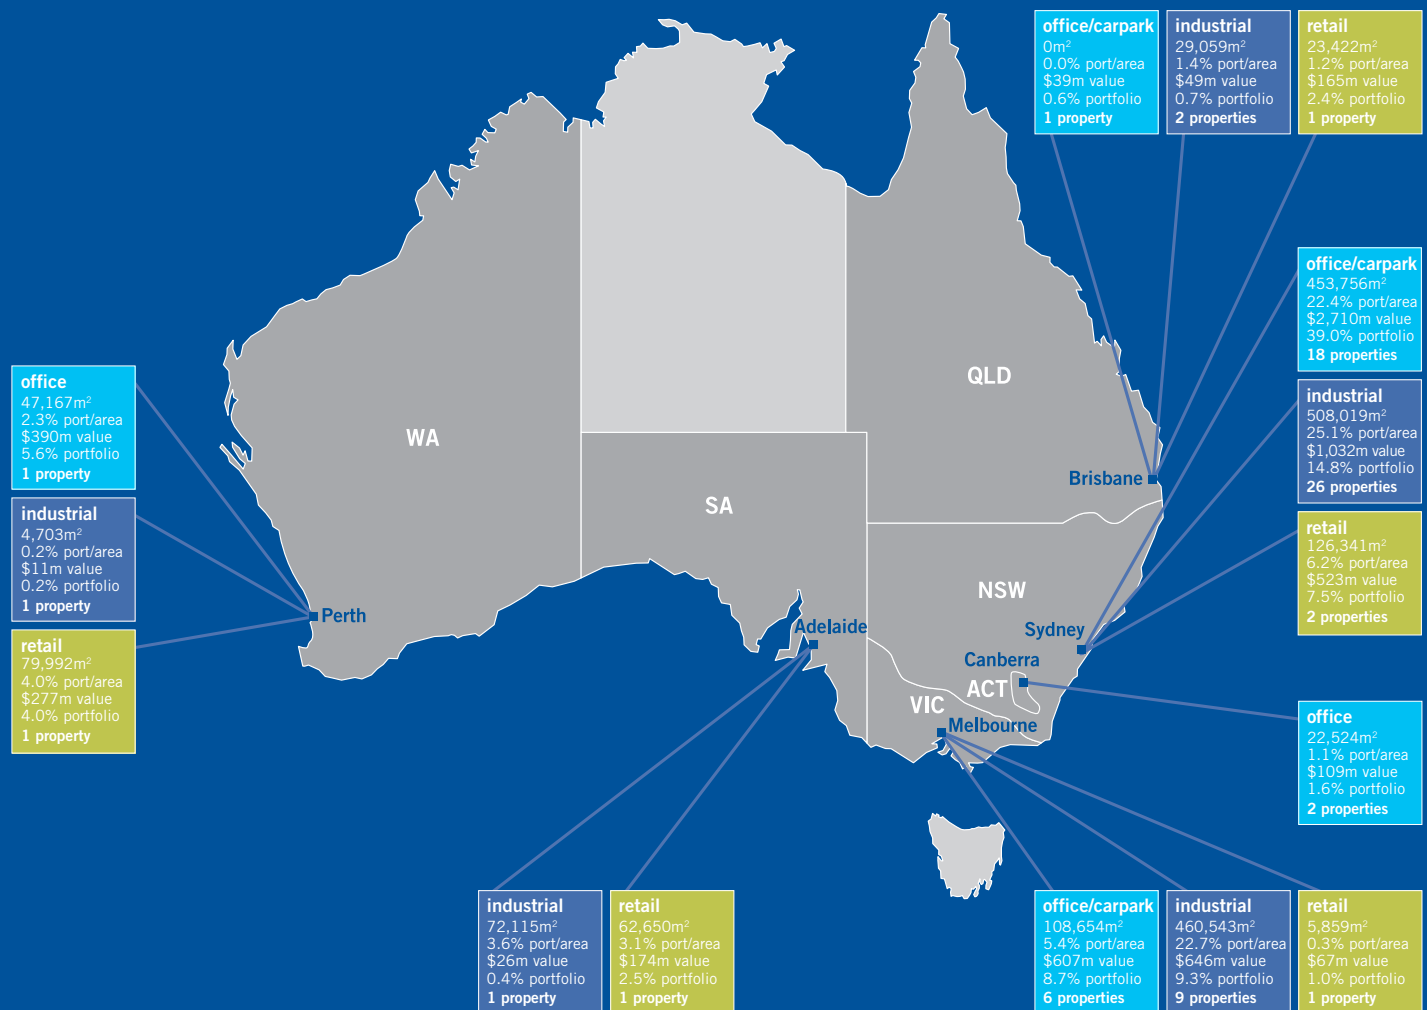 office/carpark
0m²
0.0% port/area
$39m value
0.6% portfolio
1 property
industrial
29,059m²
1.4% port/area
$49m value
0.7% portfolio
2 properties
retail
23,422m²
1.2% port/area
$165m value
2.4% portfolio
1 property
office/carpark
453,756m²
22.4% port/area
$2,710m value
39.0% portfolio
18 properties
industrial
508,019m²
25.1% port/area
$1,032m value
14.8% portfolio
26 properties
retail
126,341m²
6.2% port/area
$523m value
7.5% portfolio
2 properties
office
22,524m²
1.1% port/area
$109m value
1.6% portfolio
2 properties
office
47,167m²
2.3% port/area
$390m value
5.6% portfolio
1 property
industrial
4,703m²
0.2% port/area
$11m value
0.2% portfolio
1 property
retail
79,992m²
4.0% port/area
$277m value
4.0% portfolio
1 property
WA
QLD
SA
NSW
VIC
ACT
Brisbane
Perth
Adelaide
Sydney
Canberra
Melbourne
industrial
72,115m²
3.6% port/area
$26m value
0.4% portfolio
1 property
retail
62,650m²
3.1% port/area
$174m value
2.5% portfolio
1 property
office/carpark
108,654m²
5.4% port/area
$607m value
8.7% portfolio
6 properties
industrial
460,543m²
22.7% port/area
$646m value
9.3% portfolio
9 properties
retail
5,859m²
0.3% port/area
$67m value
1.0% portfolio
1 property